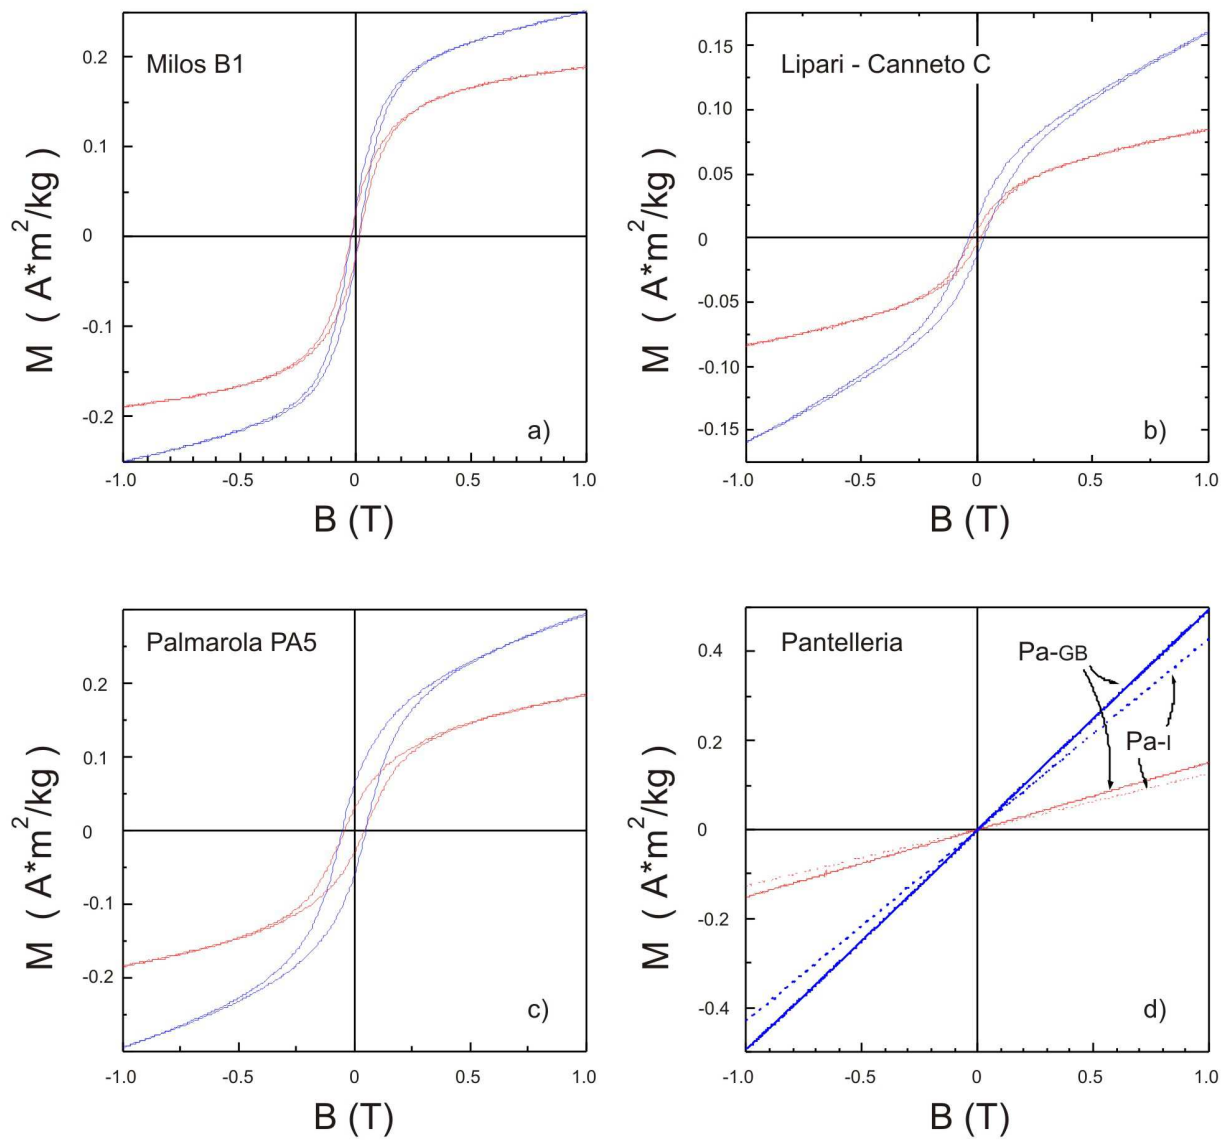 Milos B1
0.2
0.1
0
-0.1
-0.2
M ( A*m²/kg )
a)
-1.0 -0.5 0 0.5 1.0
B (T)
Lipari - Canneto C
0.15
0.10
0.05
0
-0.05
-0.10
-0.15
M ( A*m²/kg )
b)
-1.0 -0.5 0 0.5 1.0
B (T)
Palmarola PA5
0.2
0.1
0
-0.1
-0.2
M ( A*m²/kg )
c)
-1.0 -0.5 0 0.5 1.0
B (T)
Pantelleria
Pa-GB
Pa-I
0.4
0.2
0
-0.2
-0.4
M ( A*m²/kg )
d)
-1.0 -0.5 0 0.5 1.0
B (T)